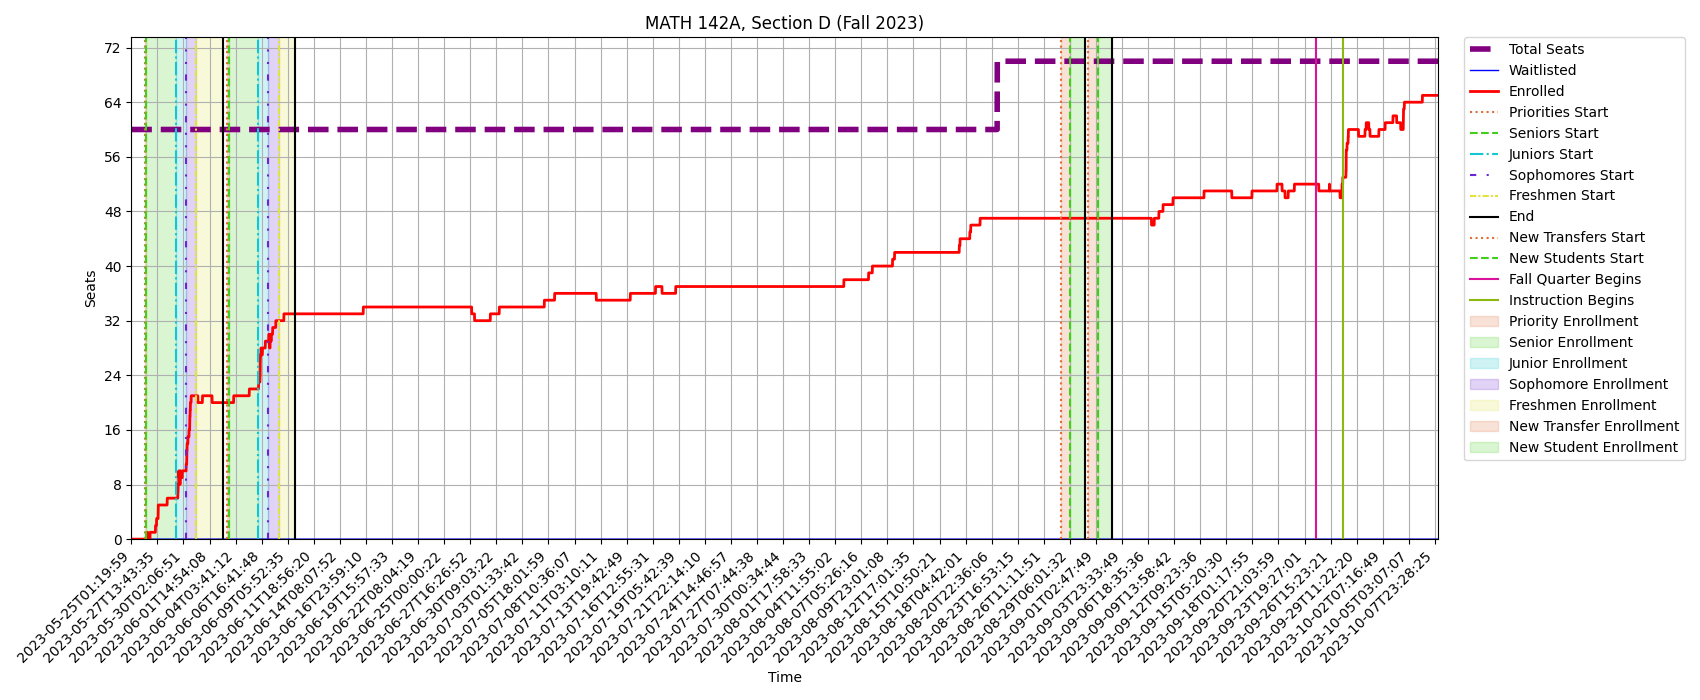 MATH 142A, Section D (Fall 2023)
Seats
72
64
56
48
40
32
24
16
8
0
2023-05-25T01:19:59
2023-05-27T13:43:35
2023-05-30T02:06:51
2023-06-01T14:54:08
2023-06-04T03:41:12
2023-06-06T16:41:48
2023-06-09T05:52:35
2023-06-11T18:56:20
2023-06-14T08:07:52
2023-06-16T23:59:10
2023-06-19T15:57:33
2023-06-22T08:04:19
2023-06-25T00:00:22
2023-06-27T16:26:52
2023-06-30T09:03:22
2023-07-03T01:33:42
2023-07-05T18:01:59
2023-07-08T10:36:07
2023-07-11T03:10:11
2023-07-13T19:42:49
2023-07-16T12:55:31
2023-07-19T05:42:39
2023-07-21T22:14:10
2023-07-24T14:46:57
2023-07-27T07:44:38
2023-07-30T00:34:44
2023-08-01T17:58:33
2023-08-04T11:55:02
2023-08-07T05:26:16
2023-08-09T23:01:08
2023-08-12T17:01:35
2023-08-15T10:50:21
2023-08-18T04:42:01
2023-08-20T22:36:06
2023-08-23T16:53:15
2023-08-26T11:11:51
2023-08-29T06:01:32
2023-09-01T02:47:49
2023-09-03T23:33:49
2023-09-06T18:35:36
2023-09-09T13:58:42
2023-09-12T09:23:36
2023-09-15T05:20:30
2023-09-18T01:17:55
2023-09-20T21:03:59
2023-09-23T19:27:01
2023-09-26T15:23:21
2023-09-29T11:22:20
2023-10-02T07:16:49
2023-10-05T03:07:07
2023-10-07T23:28:25
Time
Total Seats
Waitlisted
Enrolled
Priorities Start
Seniors Start
Juniors Start
Sophomores Start
Freshmen Start
End
New Transfers Start
New Students Start
Fall Quarter Begins
Instruction Begins
Priority Enrollment
Senior Enrollment
Junior Enrollment
Sophomore Enrollment
Freshmen Enrollment
New Transfer Enrollment
New Student Enrollment